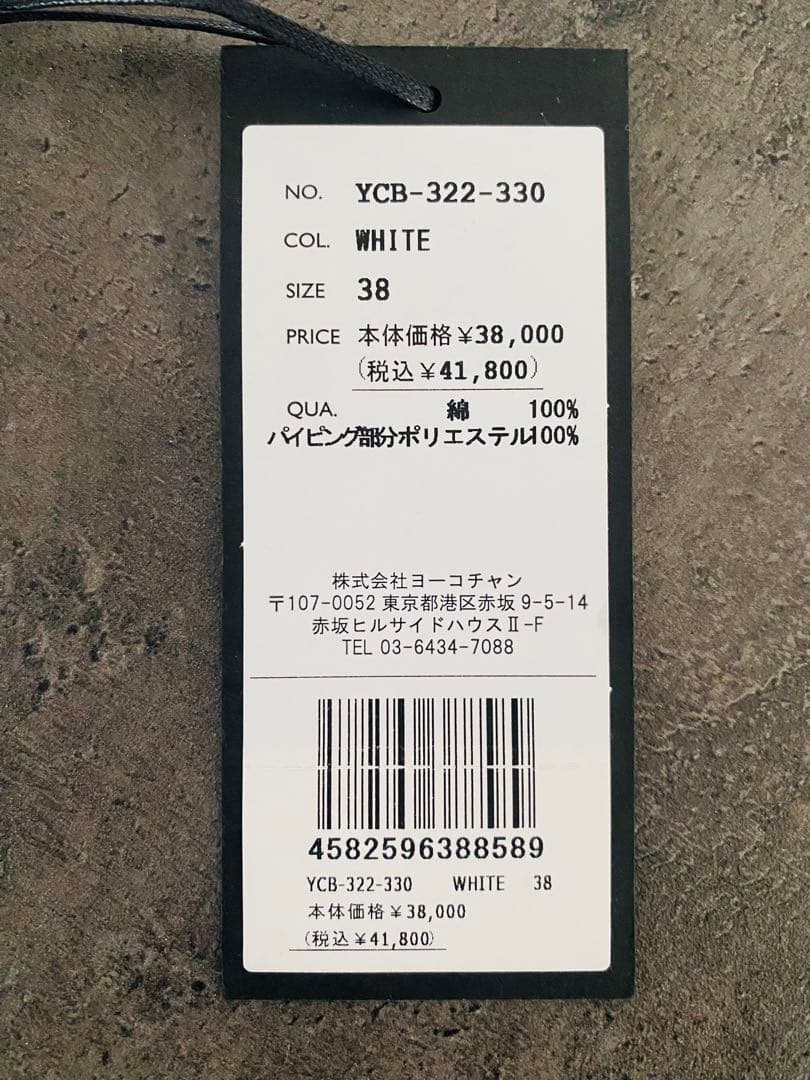 NO. YCB-322-330
COL. WHITE
SIZE 38
PRICE 本体価格￥38,000
(税込￥41,800)
QUA. 綿 100%
パイピング部分ポリエステル100%
株式会社ヨーコチャン
〒107-0052 東京都港区赤坂 9-5-14
赤坂ヒルサイドハウスⅡ-F
TEL 03-6434-7088
4582596388589
YCB-322-330 WHITE 38
本体価格￥38,000
(税込￥41,800)